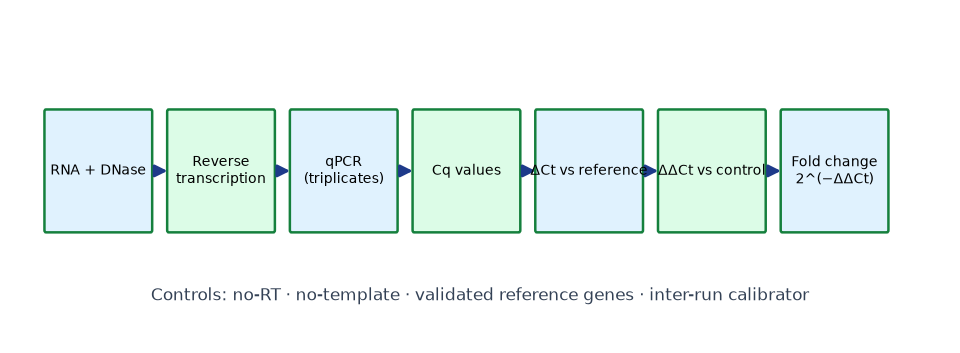 RNA + DNase
Reverse
transcription
qPCR
(triplicates)
Cq values
ΔCt vs reference
ΔΔCt vs control
Fold change
2^(−ΔΔCt)
Controls: no-RT · no-template · validated reference genes · inter-run calibrator